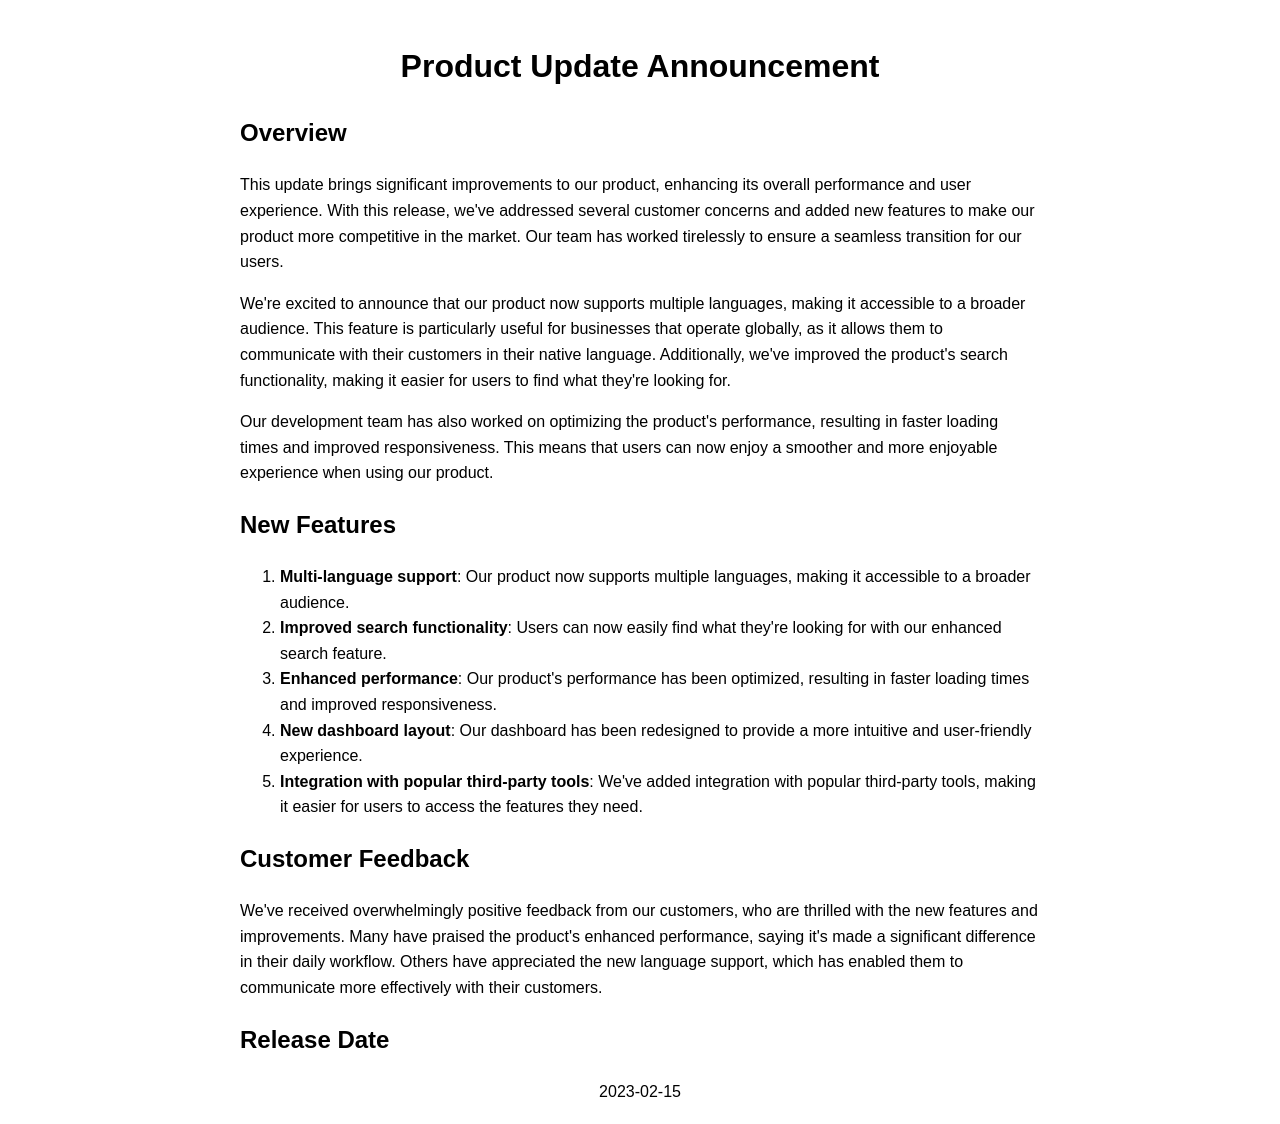 Product Update Announcement
Overview
This update brings significant improvements to our product, enhancing its overall performance and user
experience. With this release, we've addressed several customer concerns and added new features to make our
product more competitive in the market. Our team has worked tirelessly to ensure a seamless transition for our
users.
We're excited to announce that our product now supports multiple languages, making it accessible to a broader
audience. This feature is particularly useful for businesses that operate globally, as it allows them to
communicate with their customers in their native language. Additionally, we've improved the product's search
functionality, making it easier for users to find what they're looking for.
Our development team has also worked on optimizing the product's performance, resulting in faster loading
times and improved responsiveness. This means that users can now enjoy a smoother and more enjoyable
experience when using our product.
New Features
1. Multi-language support: Our product now supports multiple languages, making it accessible to a broader
audience.
2. Improved search functionality: Users can now easily find what they're looking for with our enhanced
search feature.
3. Enhanced performance: Our product's performance has been optimized, resulting in faster loading times
and improved responsiveness.
4. New dashboard layout: Our dashboard has been redesigned to provide a more intuitive and user-friendly
experience.
5. Integration with popular third-party tools: We've added integration with popular third-party tools, making
it easier for users to access the features they need.
Customer Feedback
We've received overwhelmingly positive feedback from our customers, who are thrilled with the new features and
improvements. Many have praised the product's enhanced performance, saying it's made a significant difference
in their daily workflow. Others have appreciated the new language support, which has enabled them to
communicate more effectively with their customers.
Release Date
2023-02-15